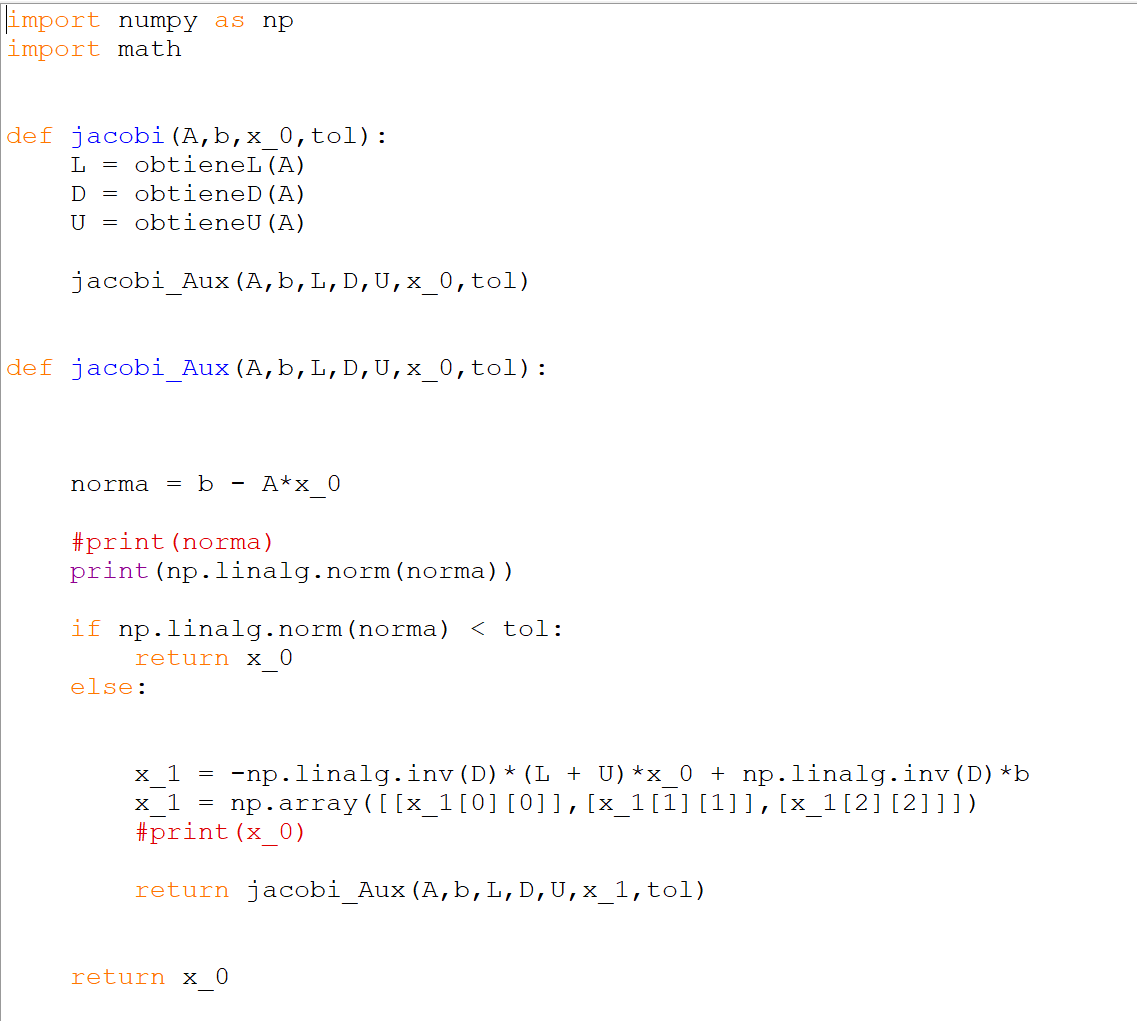 import numpy as np
import math
def jacobi(A,b,x_0,tol):
    L = obtieneL(A)
    D = obtieneD(A)
    U = obtieneU(A)
    jacobi_Aux(A,b,L,D,U,x_0,tol)
def jacobi_Aux(A,b,L,D,U,x_0,tol):
    norma = b - A*x_0
    #print(norma)
    print(np.linalg.norm(norma))
    if np.linalg.norm(norma) < tol:
        return x_0
    else:
        x_1 = -np.linalg.inv(D)*(L + U)*x_0 + np.linalg.inv(D)*b
        x_1 = np.array([[x_1[0][0]],[x_1[1][1]],[x_1[2][2]]])
        #print(x_0)
        return jacobi_Aux(A,b,L,D,U,x_1,tol)
    return x_0